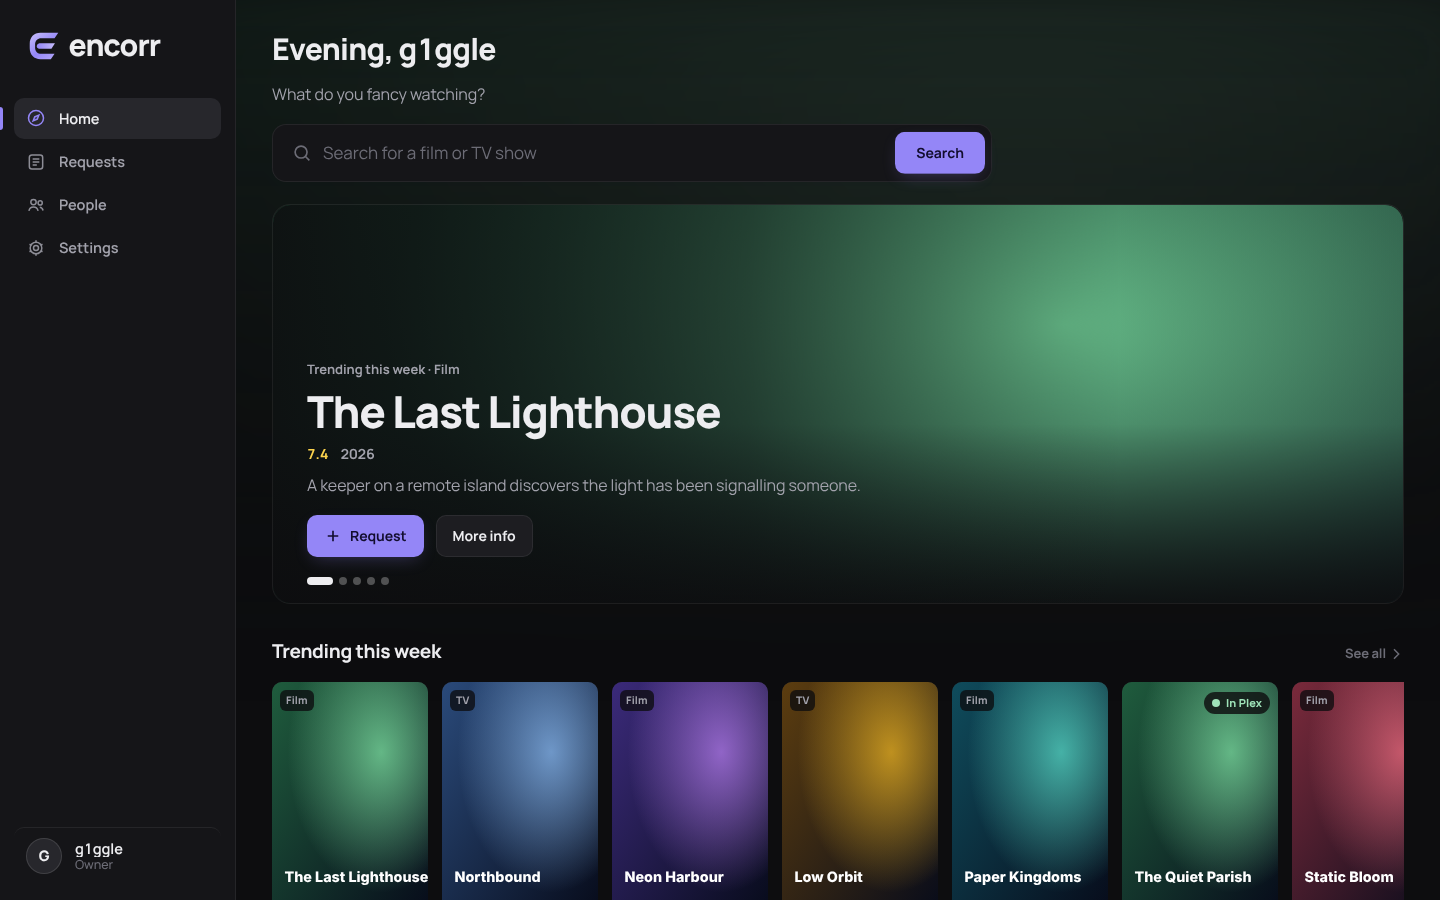 encorr
Home
Requests
People
Settings
g1ggle
Owner
G
Evening, g1ggle
What do you fancy watching?
Search for a film or TV show
Search
Trending this week · Film
The Last Lighthouse
7.4 2026
A keeper on a remote island discovers the light has been signalling someone.
Request
More info
Trending this week
See all
Film
The Last Lighthouse
TV
Northbound
Film
Neon Harbour
TV
Low Orbit
Film
Paper Kingdoms
In Plex
The Quiet Parish
Film
Static Bloom